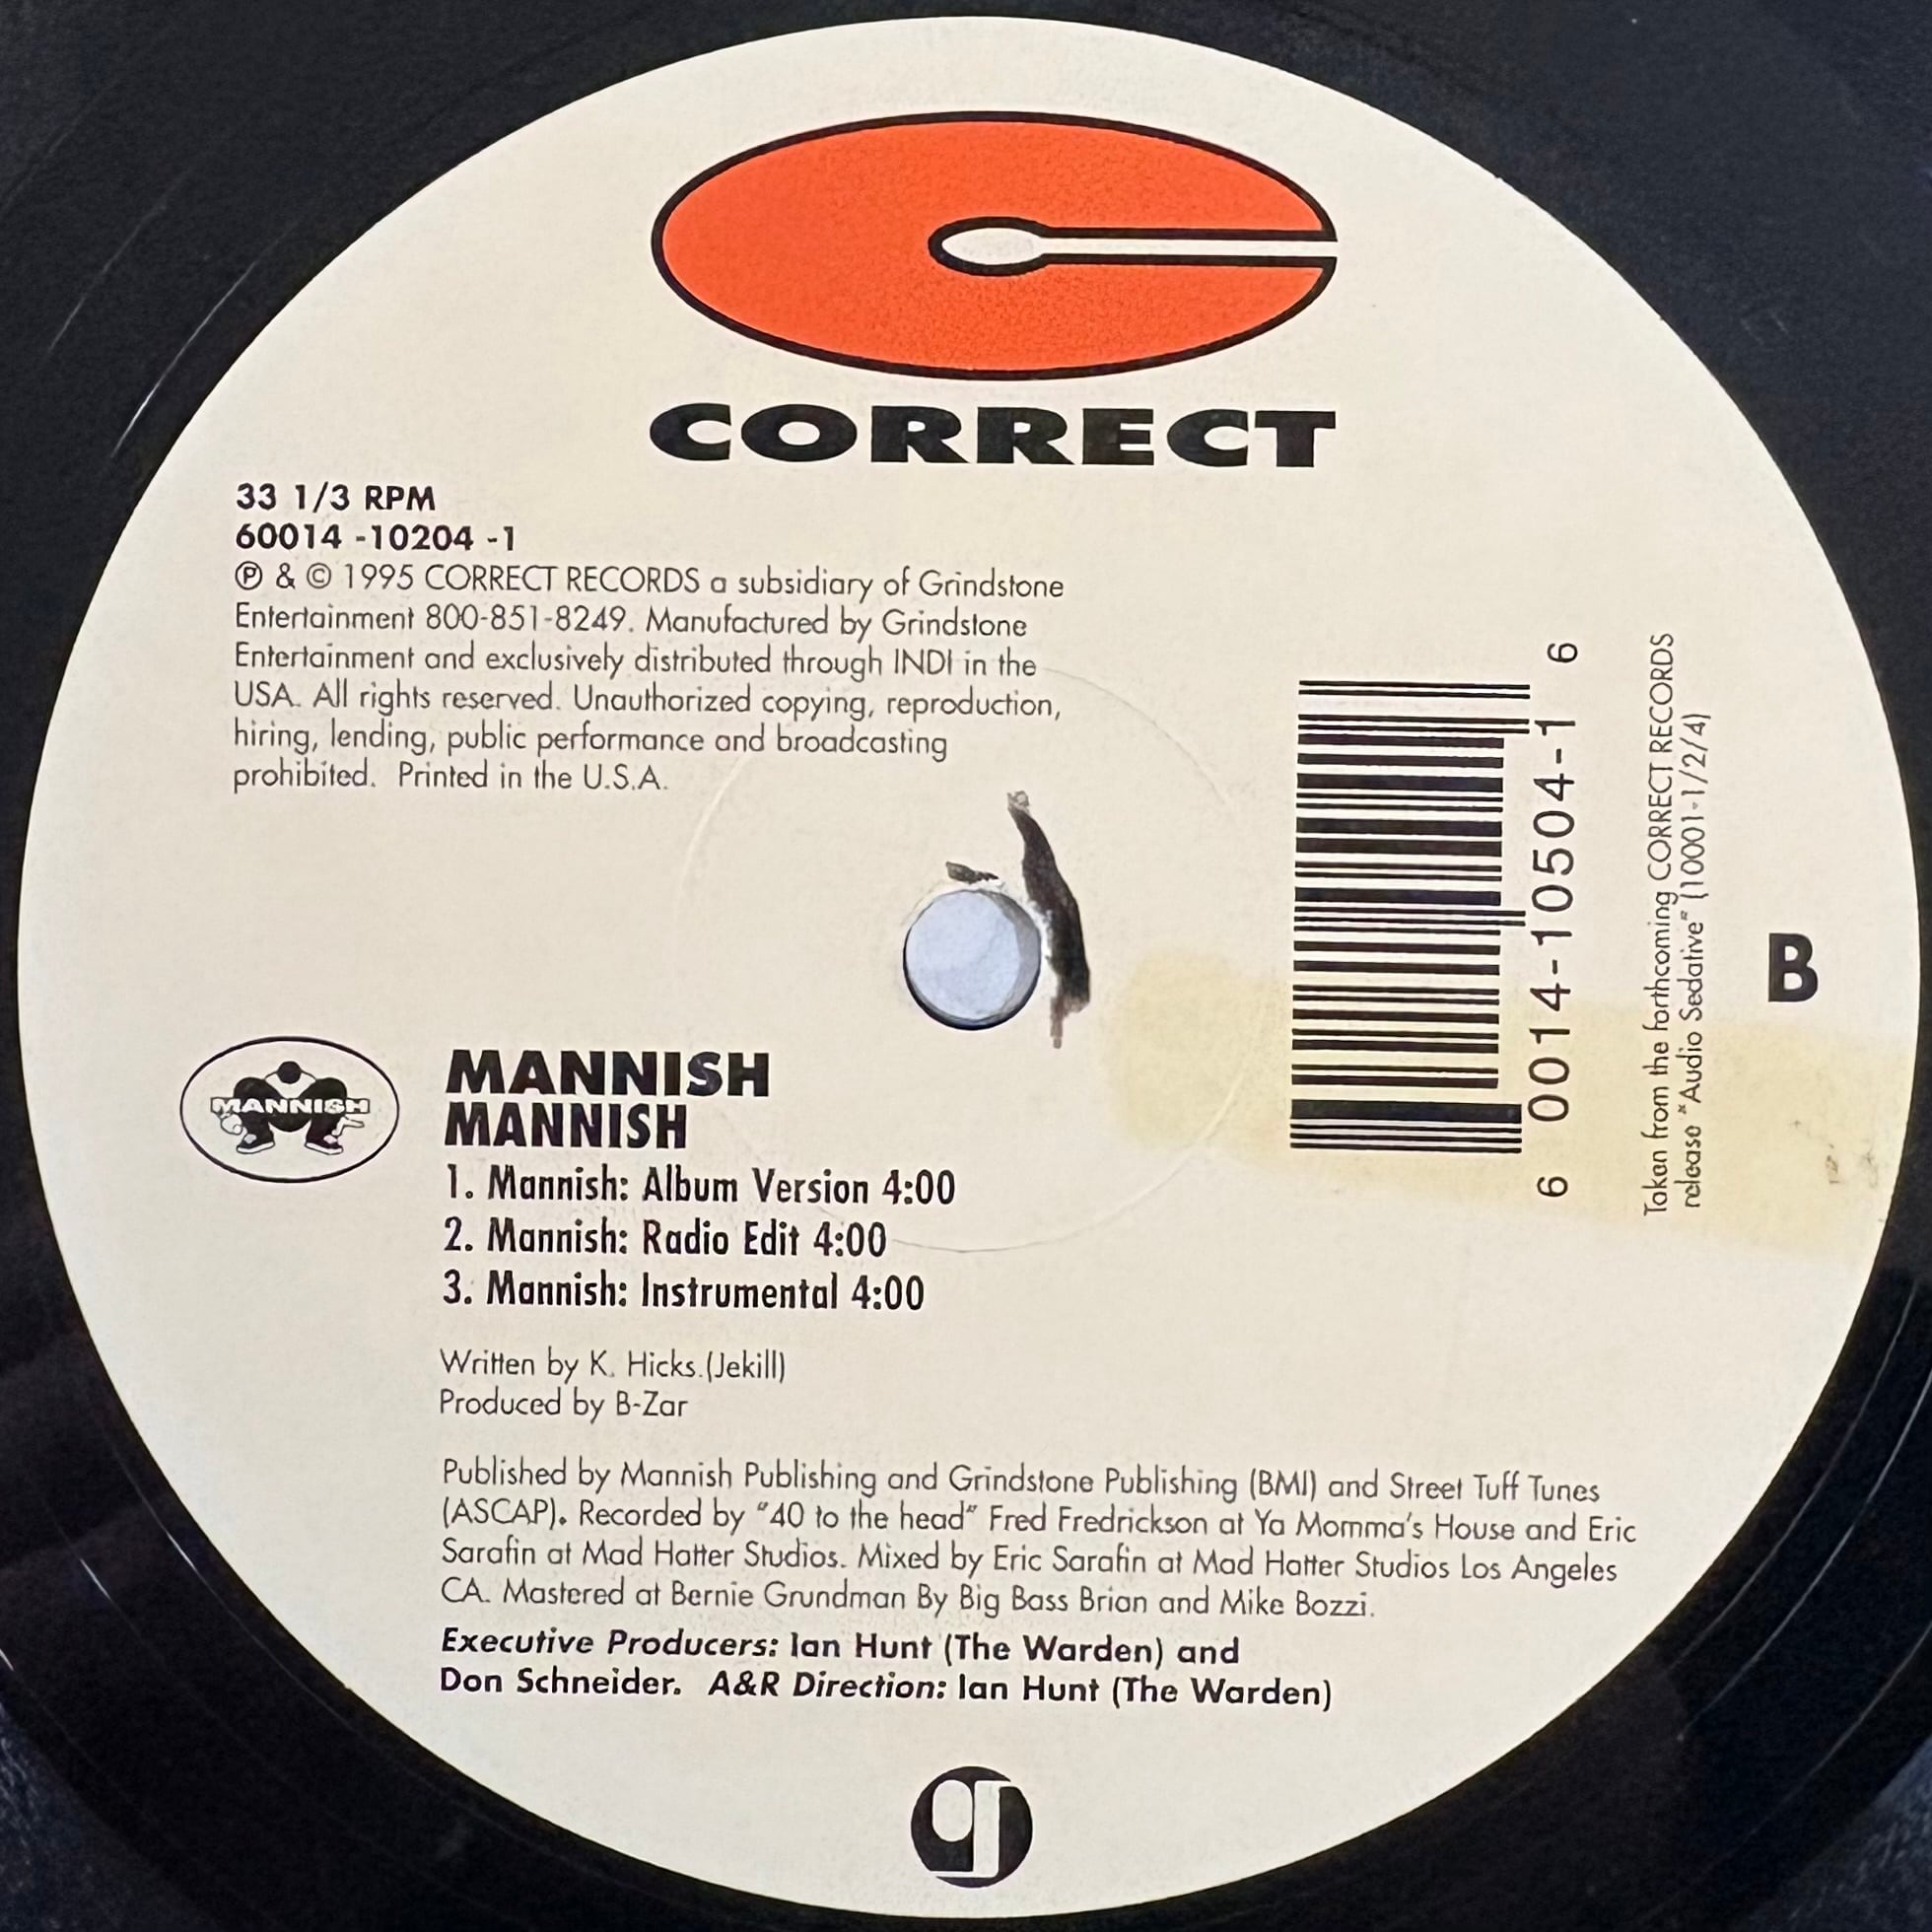 CORRECT
33 1/3 RPM
60014 -10204 -1
℗ & © 1995 CORRECT RECORDS a subsidiary of Grindstone
Entertainment 800-851-8249. Manufactured by Grindstone
Entertainment and exclusively distributed through INDI in the
USA. All rights reserved. Unauthorized copying, reproduction,
hiring, lending, public performance and broadcasting
prohibited. Printed in the U.S.A.
6 0014-10504-1 6
Taken from the forthcoming CORRECT RECORDS
release "Audio Sedative" (10001-1/2/4)
B
MANNISH
MANNISH
MANNISH
1. Mannish: Album Version 4:00
2. Mannish: Radio Edit 4:00
3. Mannish: Instrumental 4:00
Written by K. Hicks.(Jekill)
Produced by B-Zar
Published by Mannish Publishing and Grindstone Publishing (BMI) and Street Tuff Tunes
(ASCAP). Recorded by "40 to the head" Fred Fredrickson at Ya Momma's House and Eric
Sarafin at Mad Hatter Studios. Mixed by Eric Sarafin at Mad Hatter Studios Los Angeles
CA. Mastered at Bernie Grundman By Big Bass Brian and Mike Bozzi.
Executive Producers: Ian Hunt (The Warden) and
Don Schneider. A&R Direction: Ian Hunt (The Warden)